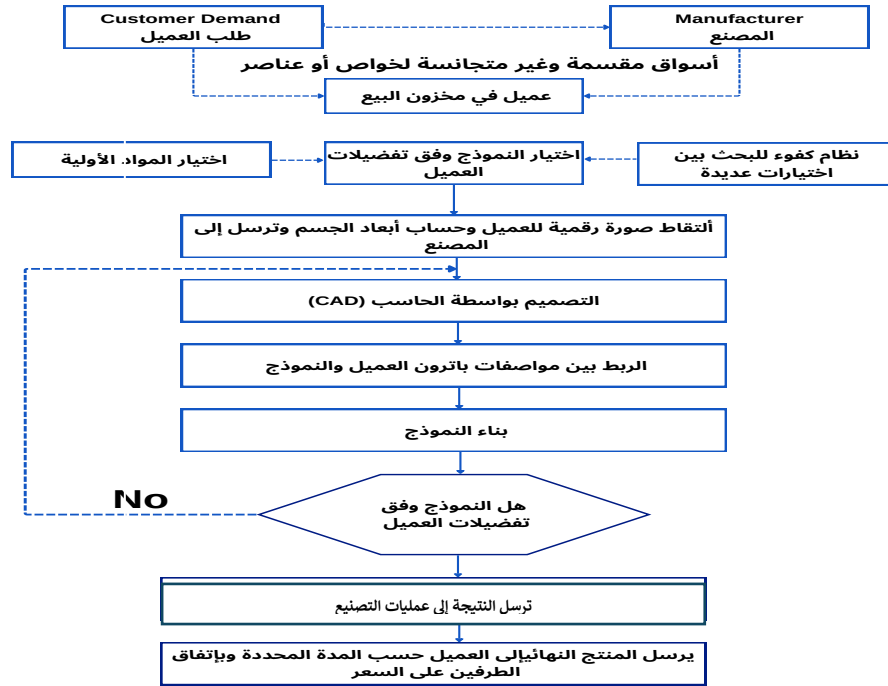 Customer Demand
طلب العميل
Manufacturer
المصنع
أسواق مقسمة وغير متجانسة لخواص أو عناصر
عميل في مخزون البيع
نظام كفوء للبحث بين
اختيارات عديدة
اختيار النموذج وفق تفضيلات
العميل
اختيار المواد الأولية
ألتقاط صورة رقمية للعميل وحساب أبعاد الجسم وترسل إلى
المصنع
التصميم بواسطة الحاسب (CAD)
الربط بين مواصفات باترون العميل والنموذج
بناء النموذج
No
هل النموذج وفق
تفضيلات العميل
ترسل النتيجة إلى عمليات التصنيع
يرسل المنتج النهائيإلى العميل حسب المدة المحددة وبإتفاق
الطرفين على السعر